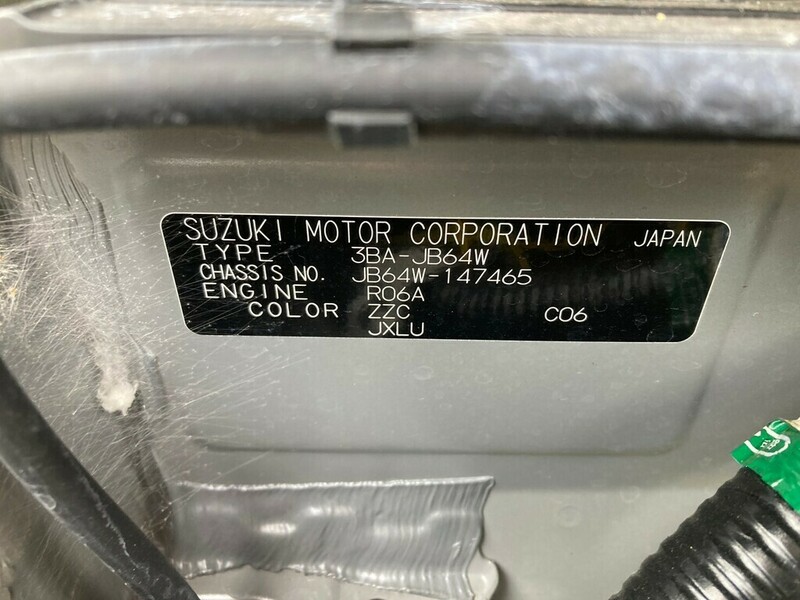 SUZUKI MOTOR CORPORATION JAPAN
TYPE 3BA-JB64W
CHASSIS NO. JB64W-147465
ENGINE R06A
COLOR ZZC C06
JXLU